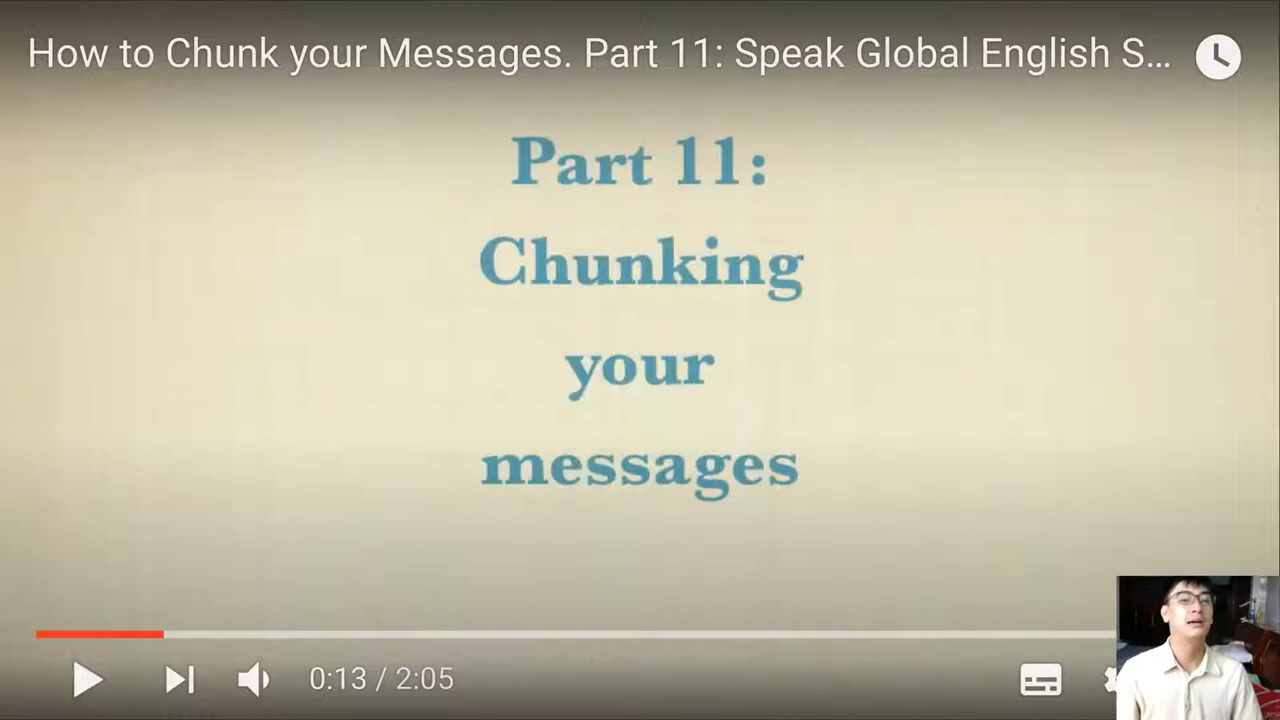 How to Chunk your Messages. Part 11: Speak Global English S...
Part 11:
Chunking
your
messages
0:13 / 2:05